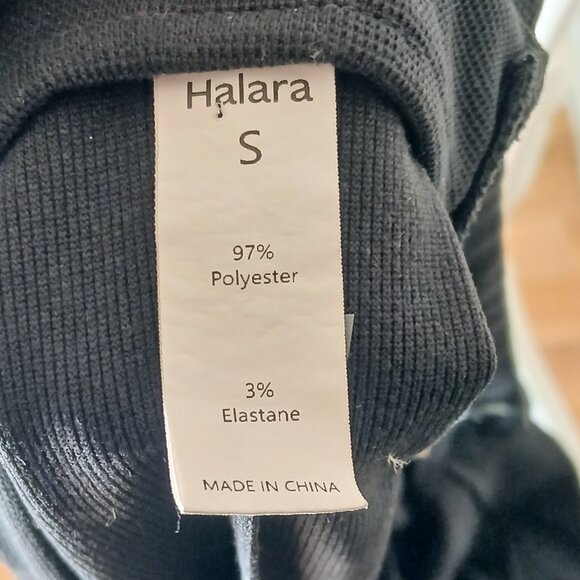 Halara
S
97%
Polyester
3%
Elastane
MADE IN CHINA